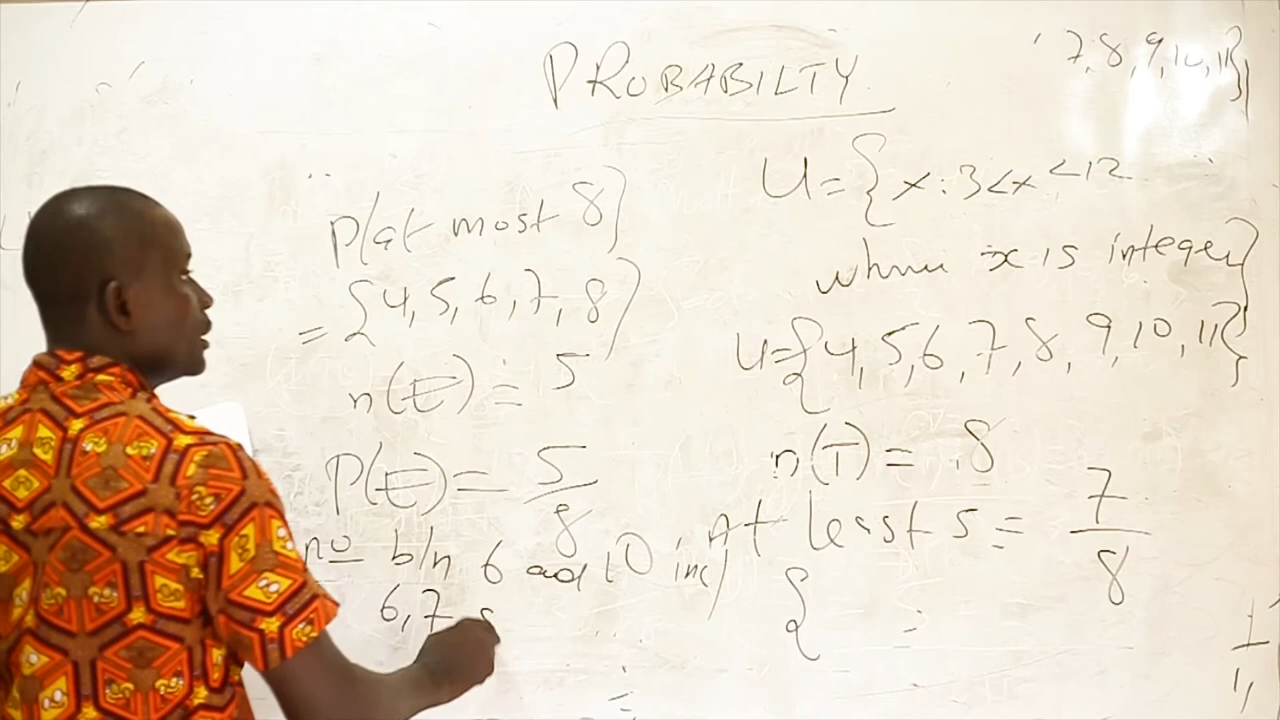 PROBABILTY
7, 8, 9, 10, 11}
P(at most 8)
= {4, 5, 6, 7, 8}
n(E) = 5
P(E) = 5/8
no b/n 6 and 10 inc)
6, 7 8
U = {x : 3 < x < 12
where x is integer}
U = {4, 5, 6, 7, 8, 9, 10, 11}
n(T) = 8
At least 5 = 7/8
{